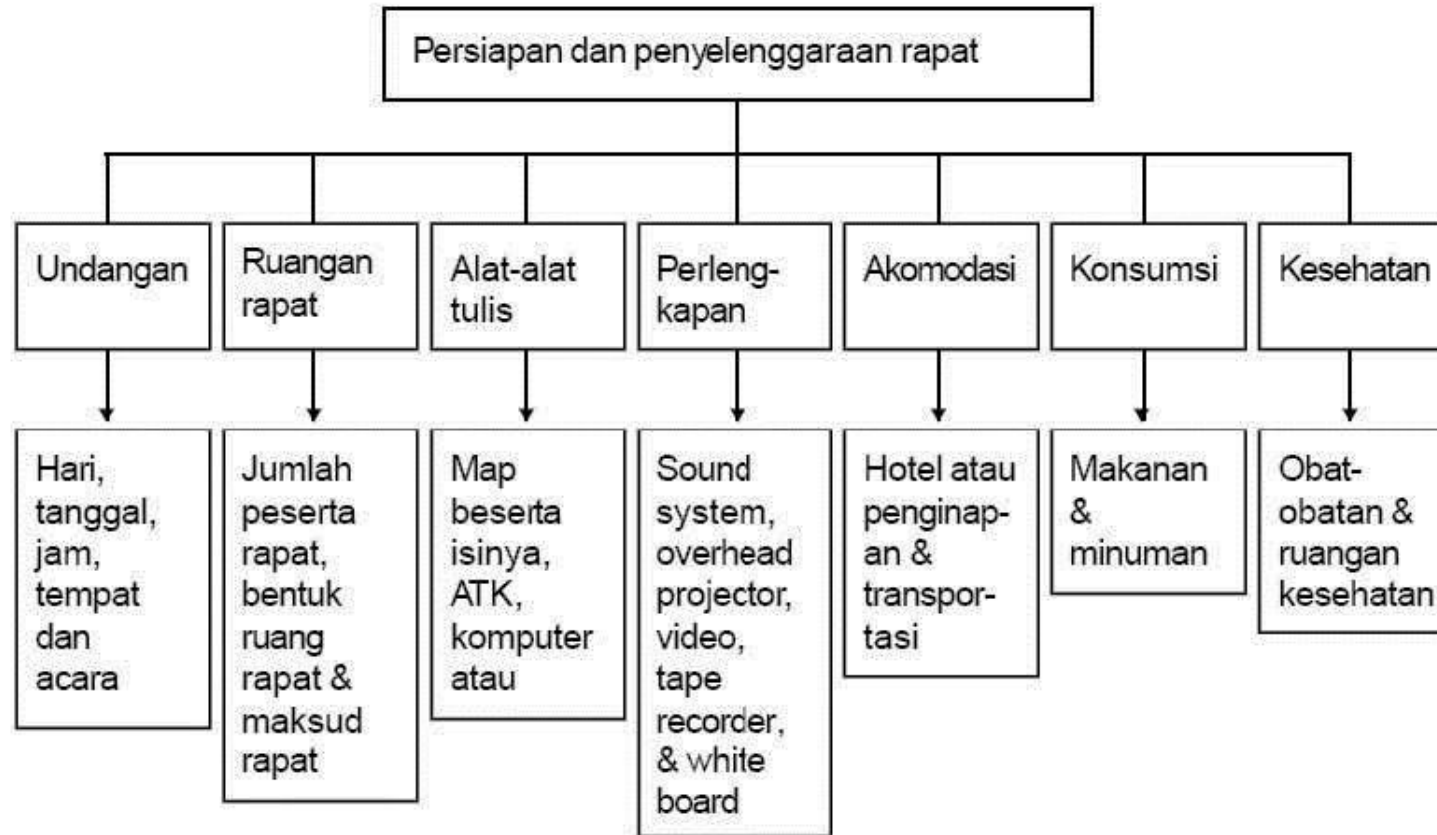 Persiapan dan penyelenggaraan rapat
Undangan
Ruangan
rapat
Alat-alat
tulis
Perleng-
kapan
Akomodasi
Konsumsi
Kesehatan
Hari,
tanggal,
jam,
tempat
dan
acara
Jumlah
peserta
rapat,
bentuk
ruang
rapat &
maksud
rapat
Map
beserta
isinya,
ATK,
komputer
atau
Sound
system,
overhead
projector,
video,
tape
recorder,
& white
board
Hotel atau
penginap-
an &
transpor-
tasi
Makanan
&
minuman
Obat-
obatan &
ruangan
kesehatan